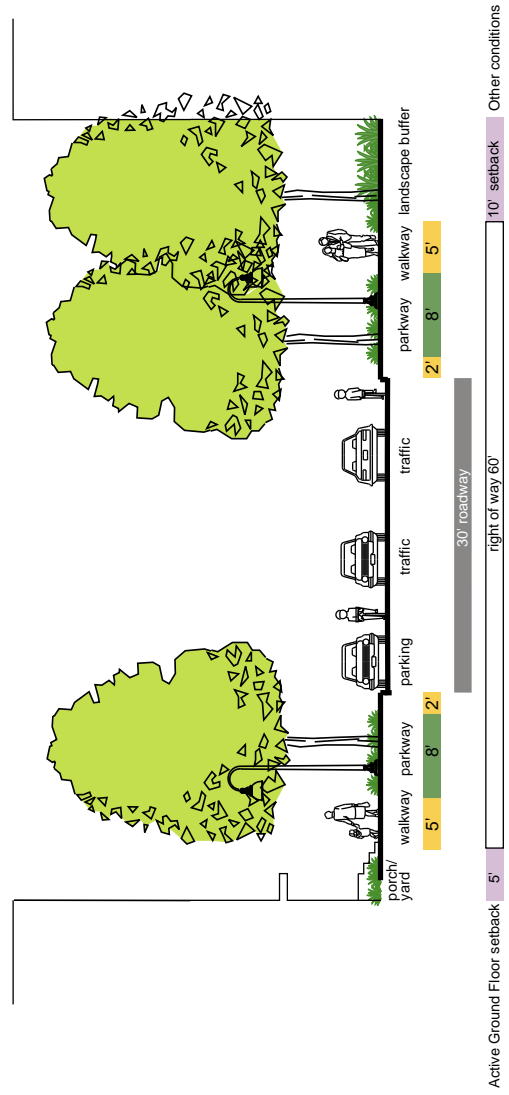 porch/
yard
walkway
parkway
parking
traffic
traffic
parkway
walkway
landscape buffer
5'
8'
2'
2'
8'
5'
30' roadway
Active Ground Floor setback
5'
right of way 60'
10' setback
Other conditions